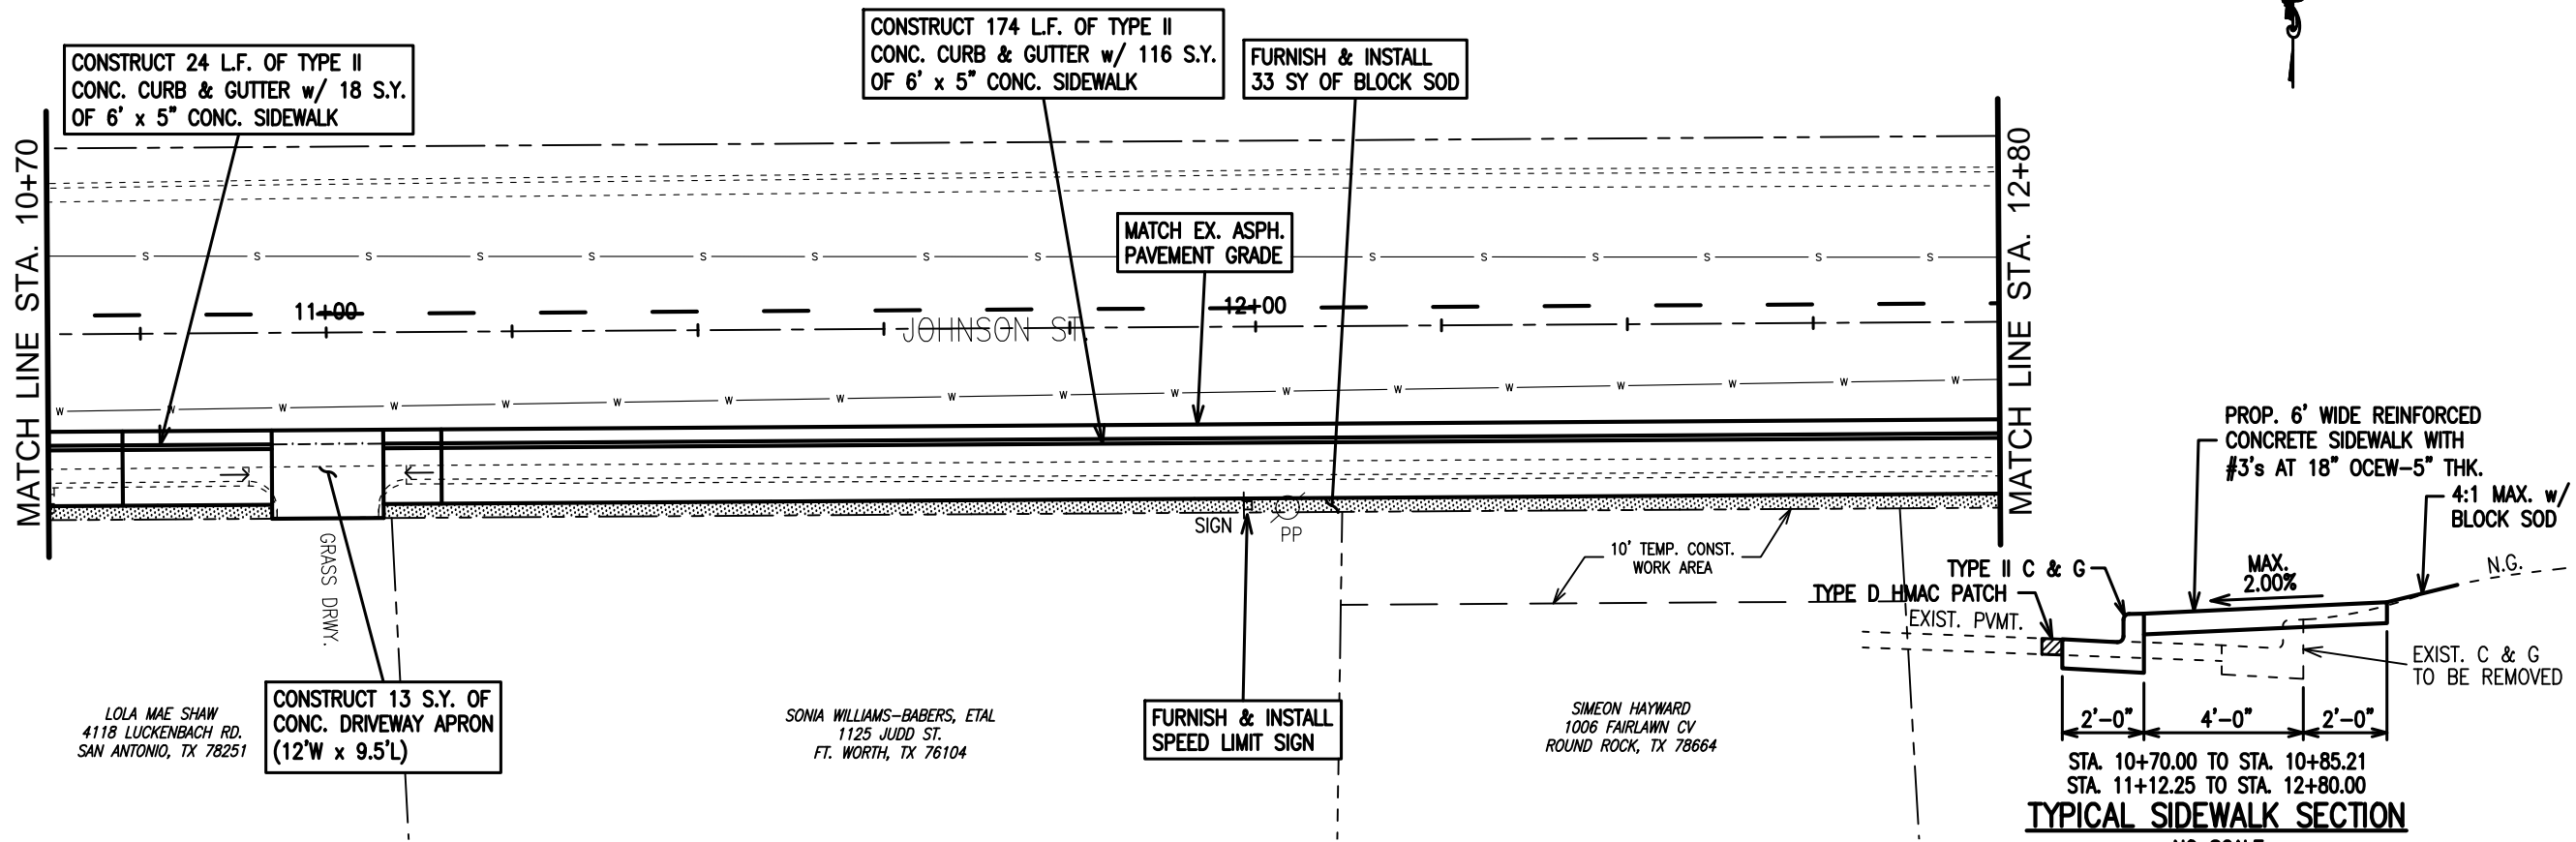 CONSTRUCT 24 L.F. OF TYPE II
CONC. CURB & GUTTER w/ 18 S.Y.
OF 6' x 5" CONC. SIDEWALK
CONSTRUCT 174 L.F. OF TYPE II
CONC. CURB & GUTTER w/ 116 S.Y.
OF 6' x 5" CONC. SIDEWALK
FURNISH & INSTALL
33 SY OF BLOCK SOD
MATCH LINE STA. 10+70
MATCH LINE STA. 12+80
MATCH EX. ASPH.
PAVEMENT GRADE
S S S S S S S S S S S S S S S S
11+00
12+00
JOHNSON ST.
W W W W W W W W W W W W W W W W W W
SIGN
PP
GRASS DRWY.
10' TEMP. CONST.
WORK AREA
CONSTRUCT 13 S.Y. OF
CONC. DRIVEWAY APRON
(12'W x 9.5'L)
FURNISH & INSTALL
SPEED LIMIT SIGN
LOLA MAE SHAW
4118 LUCKENBACH RD.
SAN ANTONIO, TX 78251
SONIA WILLIAMS-BABERS, ETAL
1125 JUDD ST.
FT. WORTH, TX 76104
SIMEON HAYWARD
1006 FAIRLAWN CV
ROUND ROCK, TX 78664
PROP. 6' WIDE REINFORCED
CONCRETE SIDEWALK WITH
#3's AT 18" OCEW-5" THK.
4:1 MAX. w/
BLOCK SOD
N.G.
MAX.
2.00%
TYPE II C & G
TYPE D HMAC PATCH
EXIST. PVMT.
EXIST. C & G
TO BE REMOVED
2'-0" 4'-0" 2'-0"
STA. 10+70.00 TO STA. 10+85.21
STA. 11+12.25 TO STA. 12+80.00
TYPICAL SIDEWALK SECTION